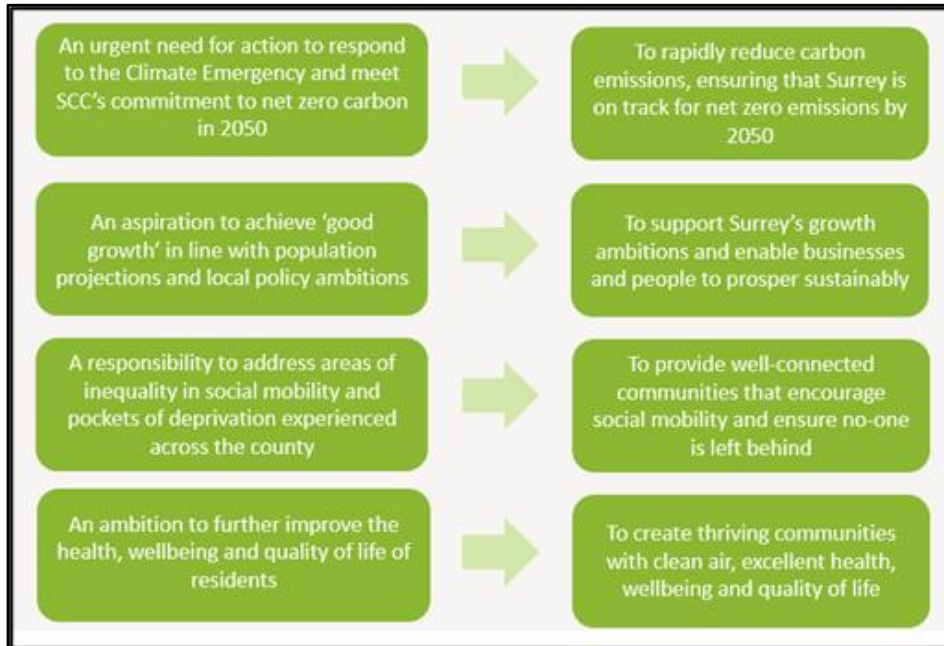 An urgent need for action to respond
to the Climate Emergency and meet
SCC's commitment to net zero carbon
in 2050
To rapidly reduce carbon
emissions, ensuring that Surrey is
on track for net zero emissions by
2050
An aspiration to achieve 'good
growth' in line with population
projections and local policy ambitions
To support Surrey's growth
ambitions and enable businesses
and people to prosper sustainably
A responsibility to address areas of
inequality in social mobility and
pockets of deprivation experienced
across the county
To provide well-connected
communities that encourage
social mobility and ensure no-one
is left behind
An ambition to further improve the
health, wellbeing and quality of life of
residents
To create thriving communities
with clean air, excellent health,
wellbeing and quality of life